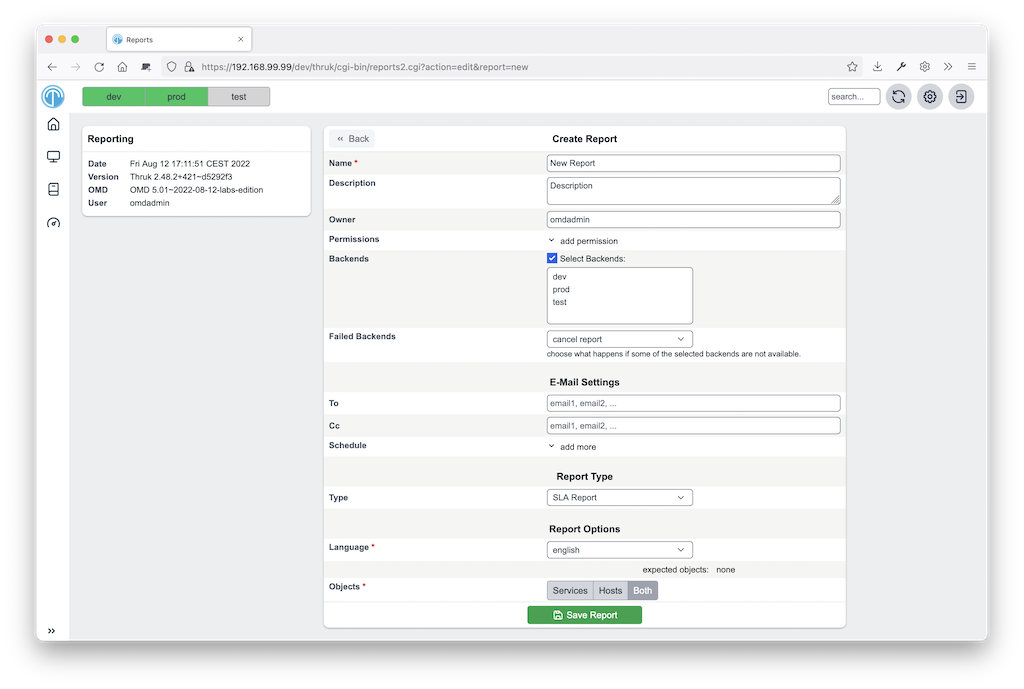 Reports
https://192.168.99.99/dev/thruk/cgi-bin/reports2.cgi?action=edit&report=new
dev prod test
search...
Reporting
Date Fri Aug 12 17:11:51 CEST 2022
Version Thruk 2.48.2+421~d5292f3
OMD OMD 5.01~2022-08-12-labs-edition
User omdadmin
« Back Create Report
Name * New Report
Description Description
Owner omdadmin
Permissions add permission
Backends Select Backends:
dev
prod
test
Failed Backends cancel report
choose what happens if some of the selected backends are not available.
E-Mail Settings
To email1, email2, ...
Cc email1, email2, ...
Schedule add more
Report Type
Type SLA Report
Report Options
Language * english
expected objects: none
Objects * Services Hosts Both
Save Report